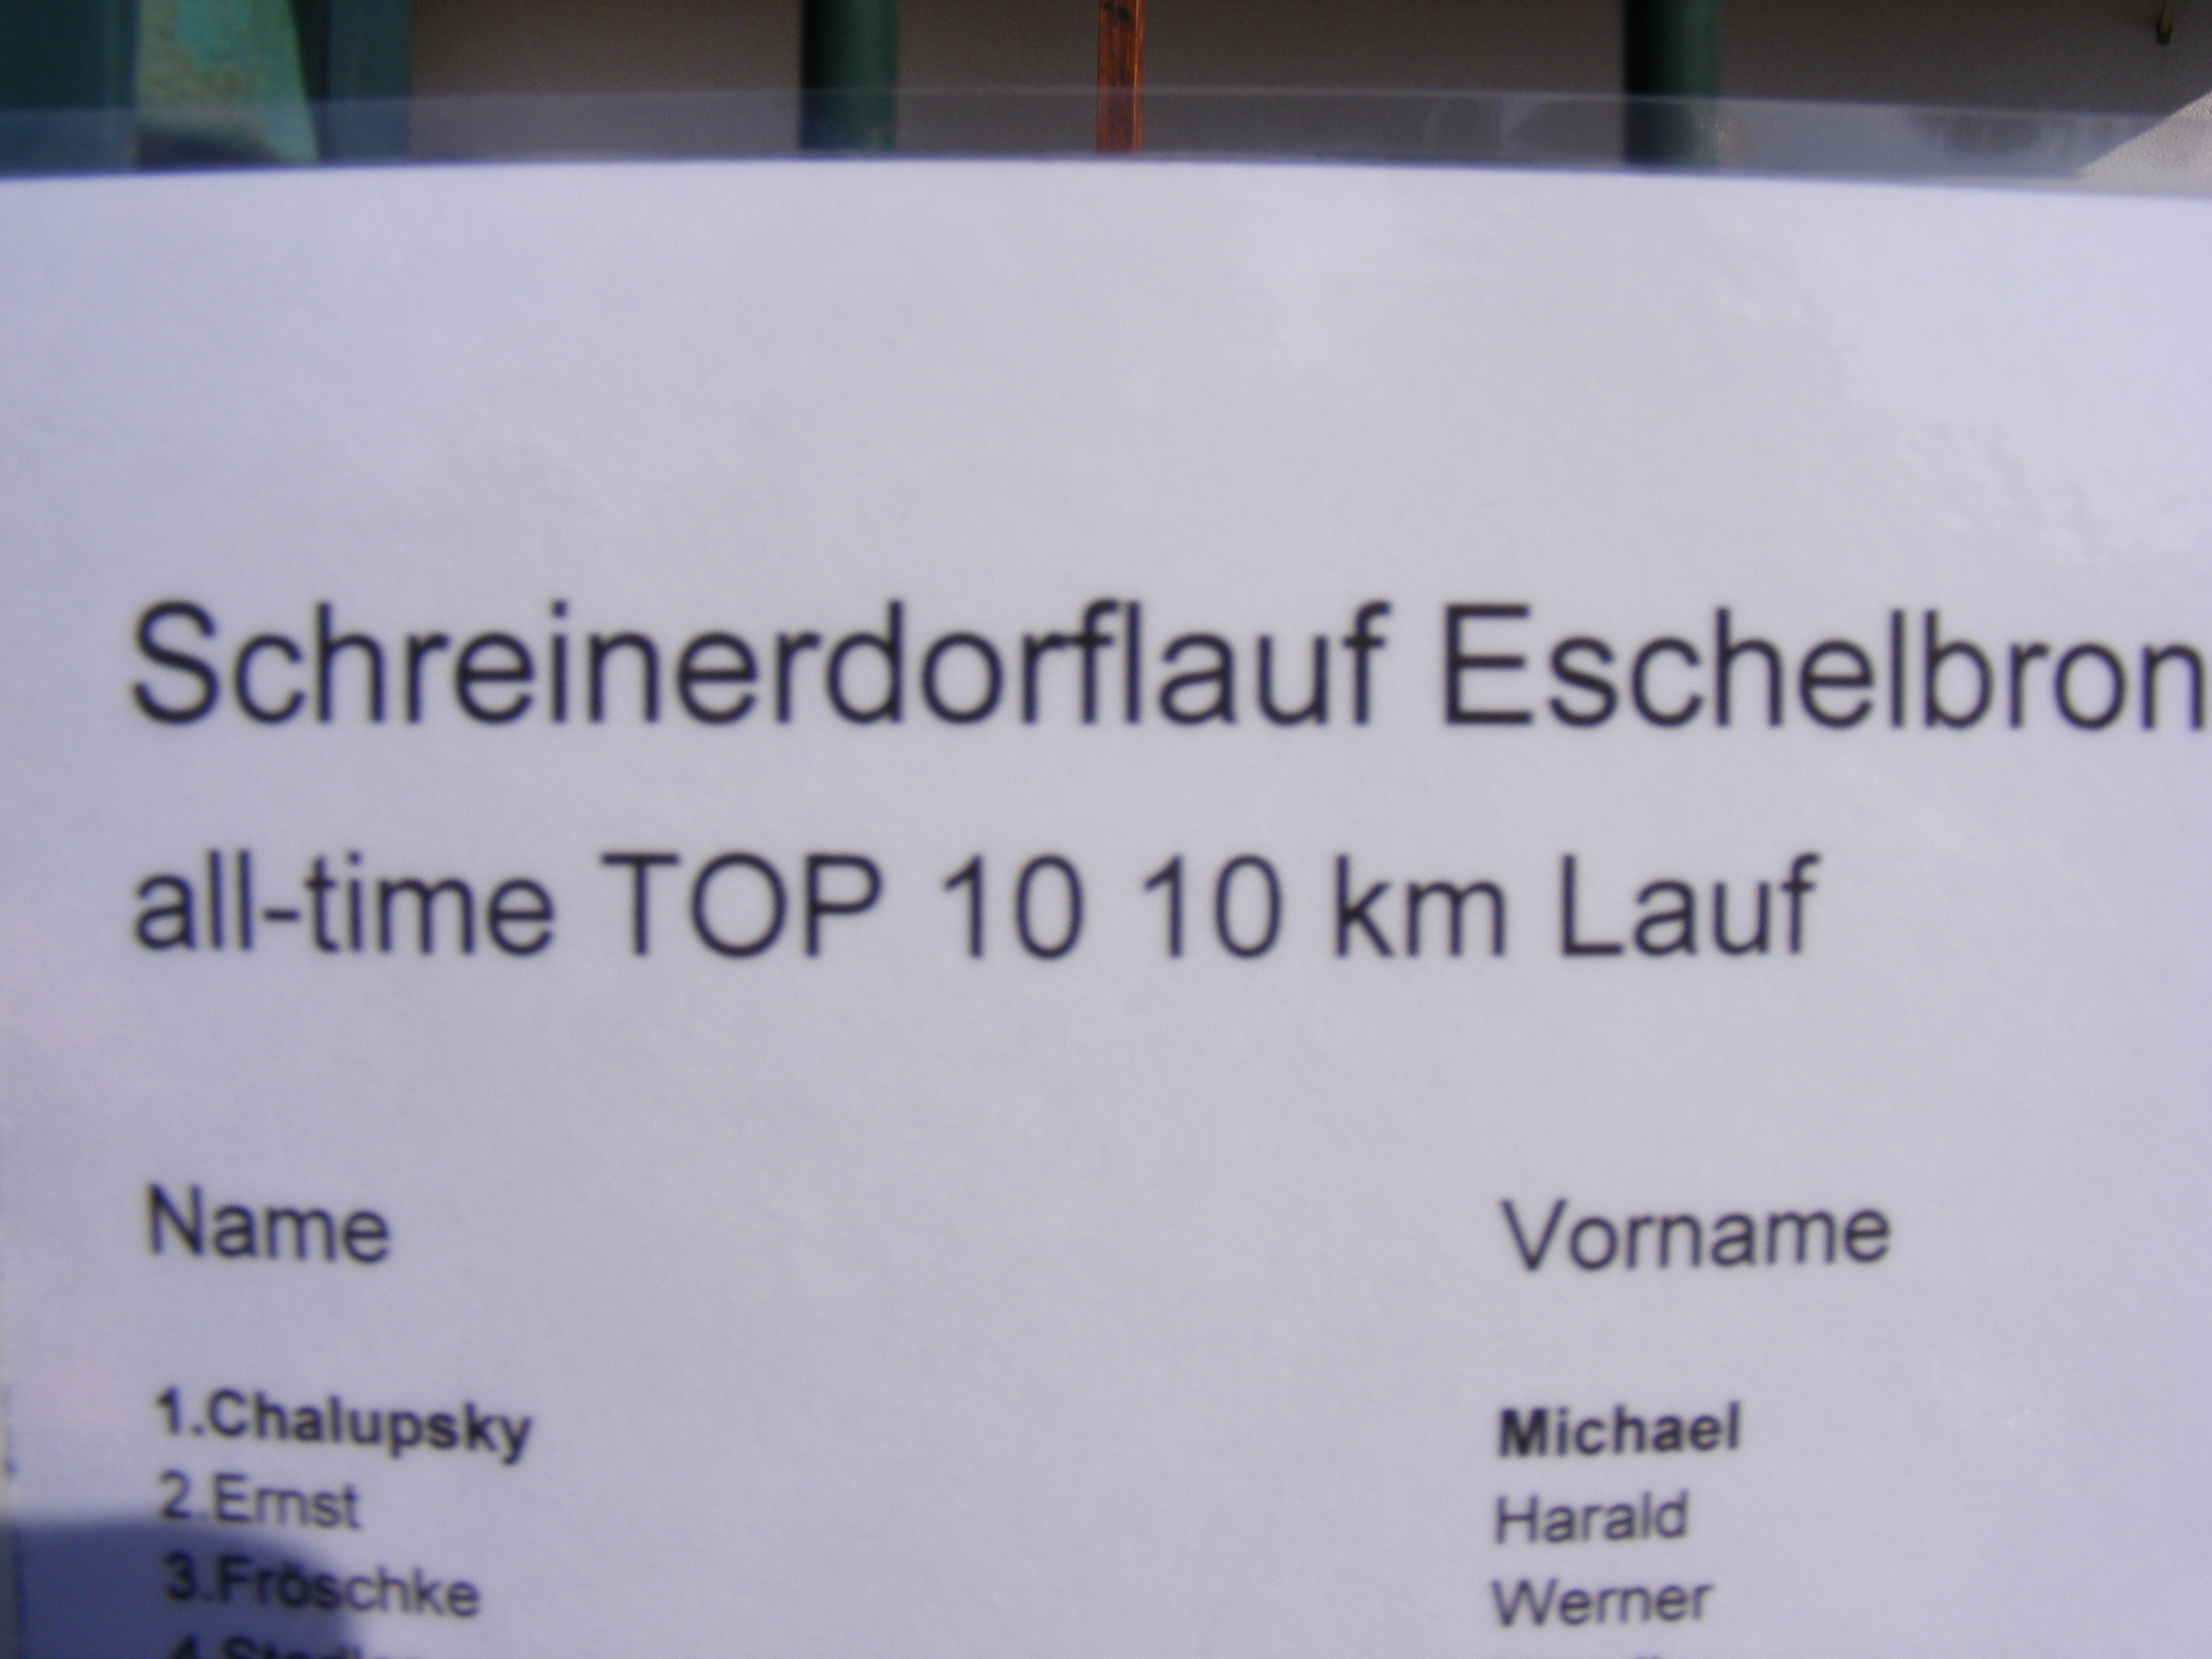 Schreinerdorflauf Eschelbron
all-time TOP 10 10 km Lauf
Name Vorname
1.Chalupsky Michael
2.Ernst Harald
3.Fröschke Werner